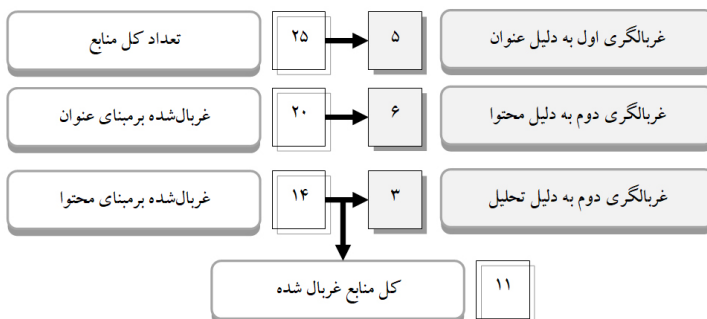 غربالگری اول به دلیل عنوان
۵
۲۵
تعداد کل منابع
غربالگری دوم به دلیل محتوا
۶
۲۰
غربال‌شده برمبنای عنوان
غربالگری دوم به دلیل تحلیل
۳
۱۴
غربال‌شده برمبنای محتوا
۱۱
کل منابع غربال شده